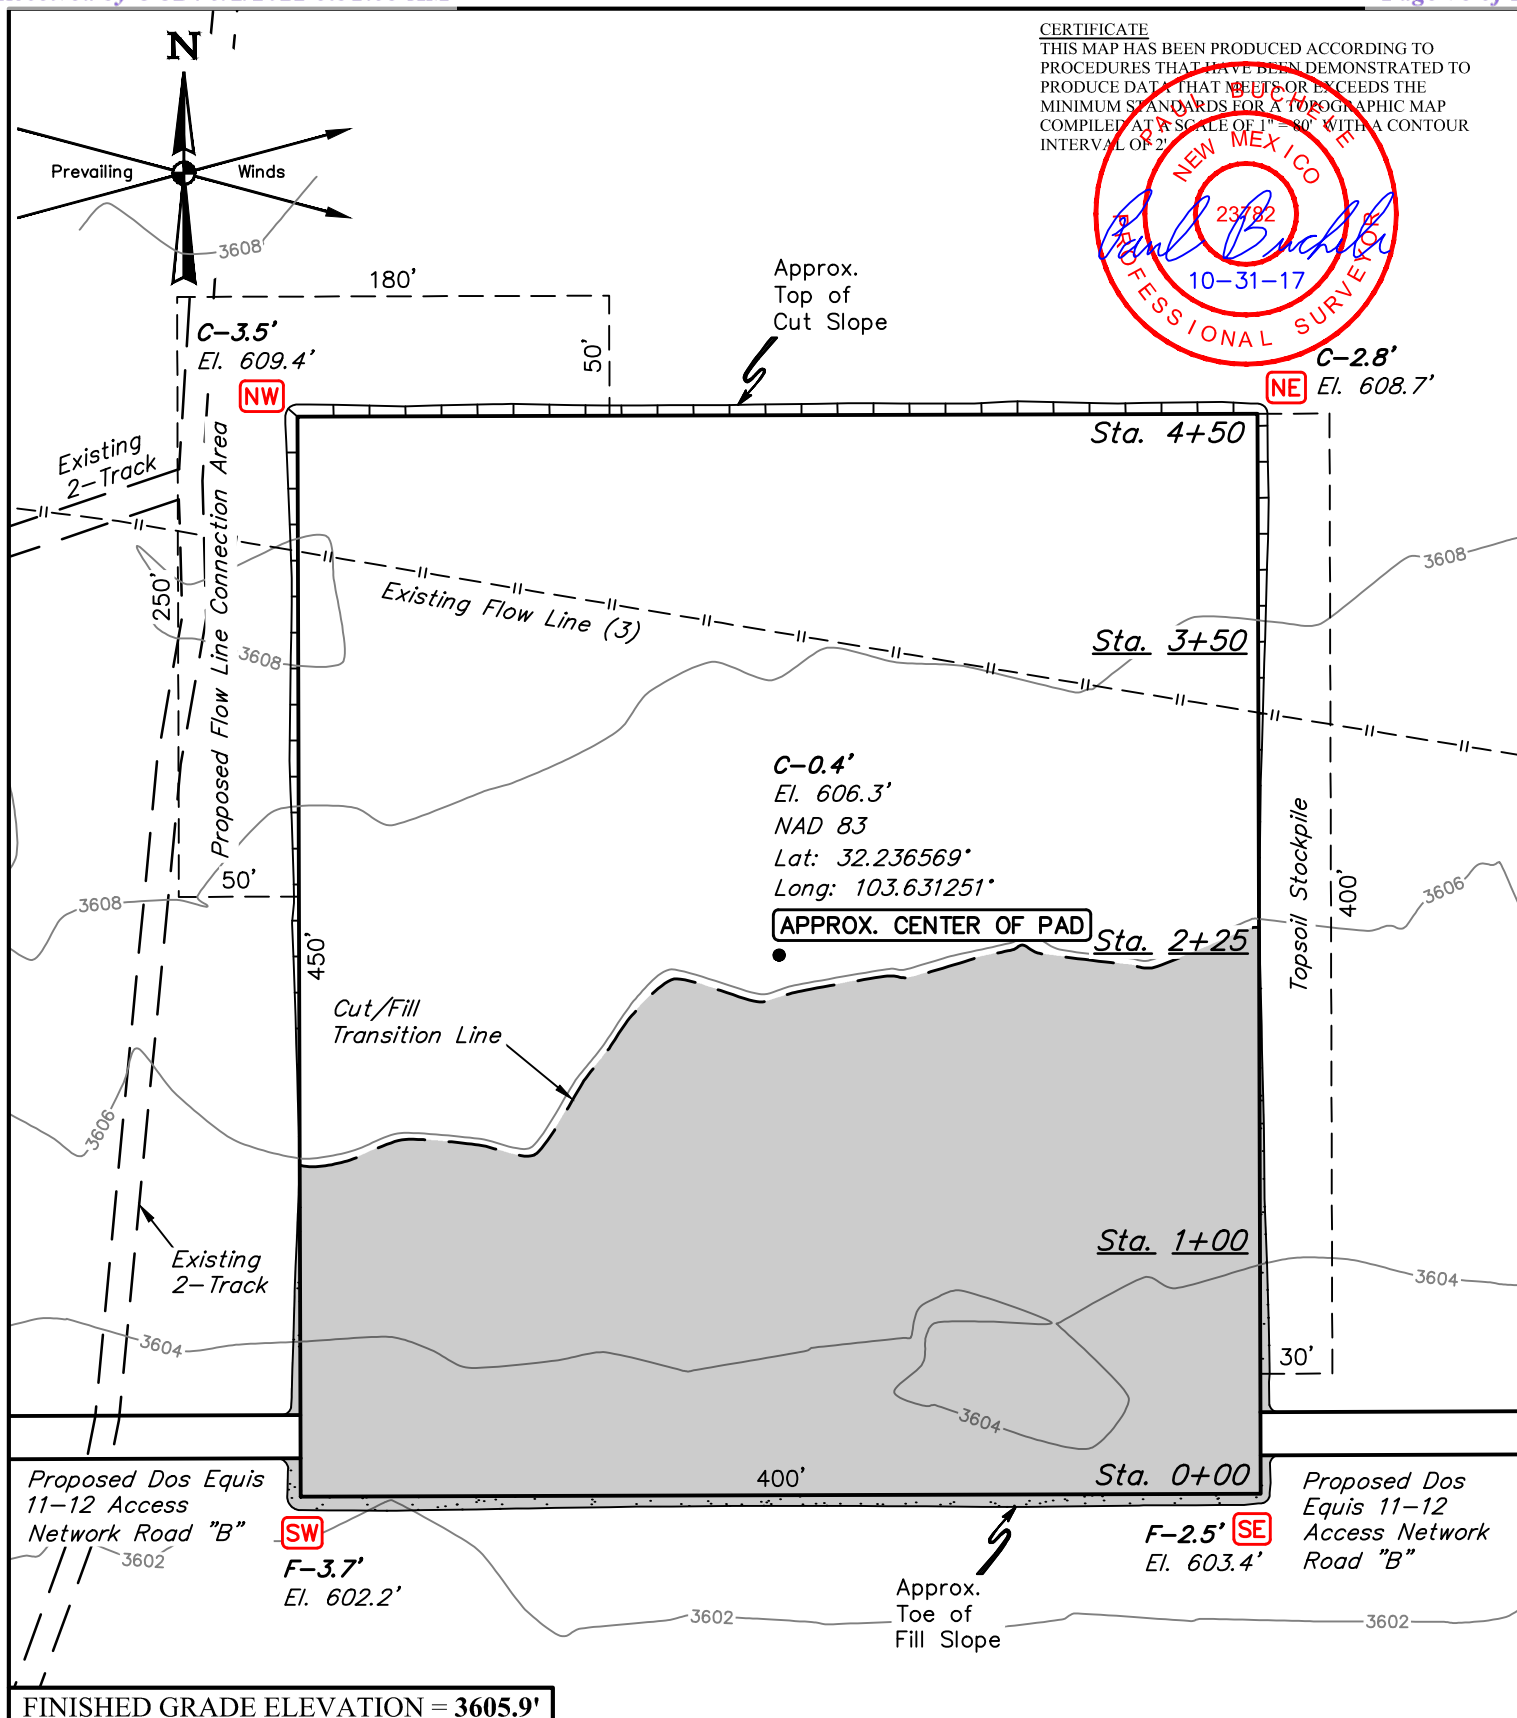 N
Prevailing Winds
CERTIFICATE
THIS MAP HAS BEEN PRODUCED ACCORDING TO
PROCEDURES THAT HAVE BEEN DEMONSTRATED TO
PRODUCE DATA THAT MEETS OR EXCEEDS THE
MINIMUM STANDARDS FOR A TOPOGRAPHIC MAP
COMPILED AT A SCALE OF 1" = 80' WITH A CONTOUR
INTERVAL OF 2'
PAUL BUCHELE
NEW MEXICO
23782
Paul Buchele
10-31-17
PROFESSIONAL SURVEYOR
3608
180'
50'
C-3.5'
El. 609.4'
NW
Approx.
Top of
Cut Slope
C-2.8'
El. 608.7'
NE
Sta. 4+50
Existing
2-Track
Proposed Flow Line Connection Area
250'
Existing Flow Line (3)
3608
3608
Sta. 3+50
C-0.4'
El. 606.3'
NAD 83
Lat: 32.236569°
Long: 103.631251°
APPROX. CENTER OF PAD
Topsoil Stockpile
400'
3606
50'
3608
450'
Sta. 2+25
Cut/Fill
Transition Line
3606
Sta. 1+00
Existing
2-Track
3604
3604
30'
3604
400'
Sta. 0+00
Proposed Dos Equis
11-12 Access
Network Road "B"
3602
SW
F-3.7'
El. 602.2'
F-2.5'
SE
El. 603.4'
Proposed Dos
Equis 11-12
Access Network
Road "B"
Approx.
Toe of
Fill Slope
3602
3602
FINISHED GRADE ELEVATION = 3605.9'